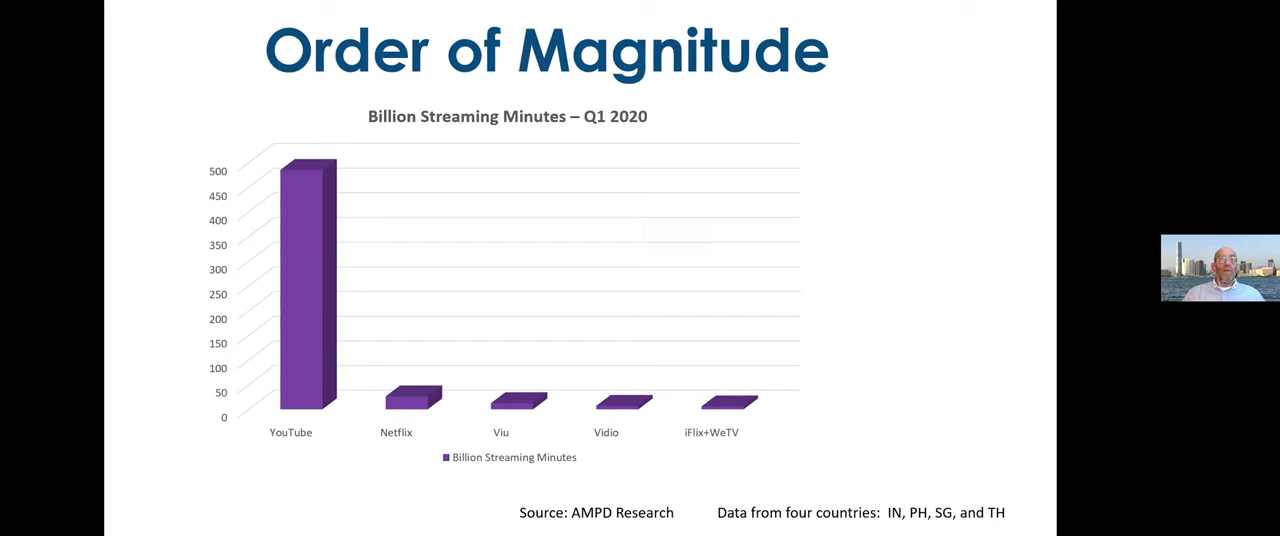 Order of Magnitude
Billion Streaming Minutes – Q1 2020
500
450
400
350
300
250
200
150
100
50
0
YouTube Netflix Viu Vidio iFlix+WeTV
Billion Streaming Minutes
Source: AMPD Research Data from four countries: IN, PH, SG, and TH